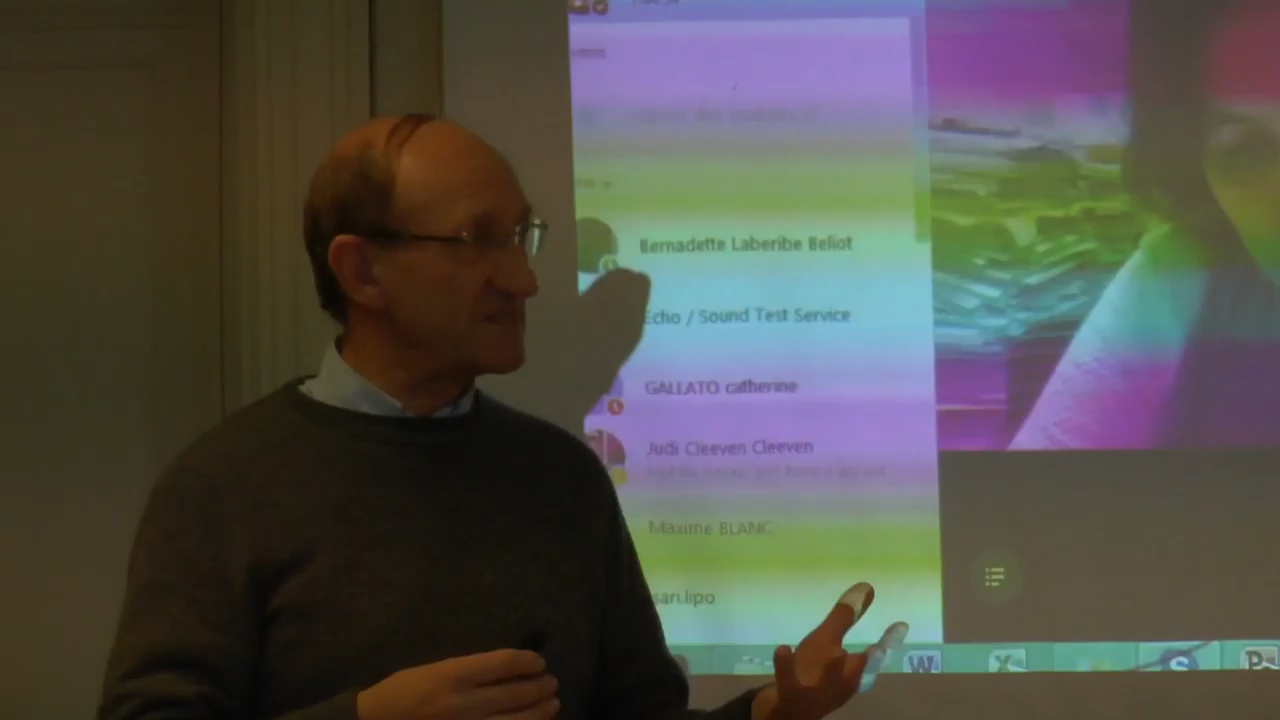 Bernadette Laberibe Beliot
Echo / Sound Test Service
GALLATO catherine
Judi Cleeven Cleeven
Maxime BLANC
sari.lipo
W
X
S
P